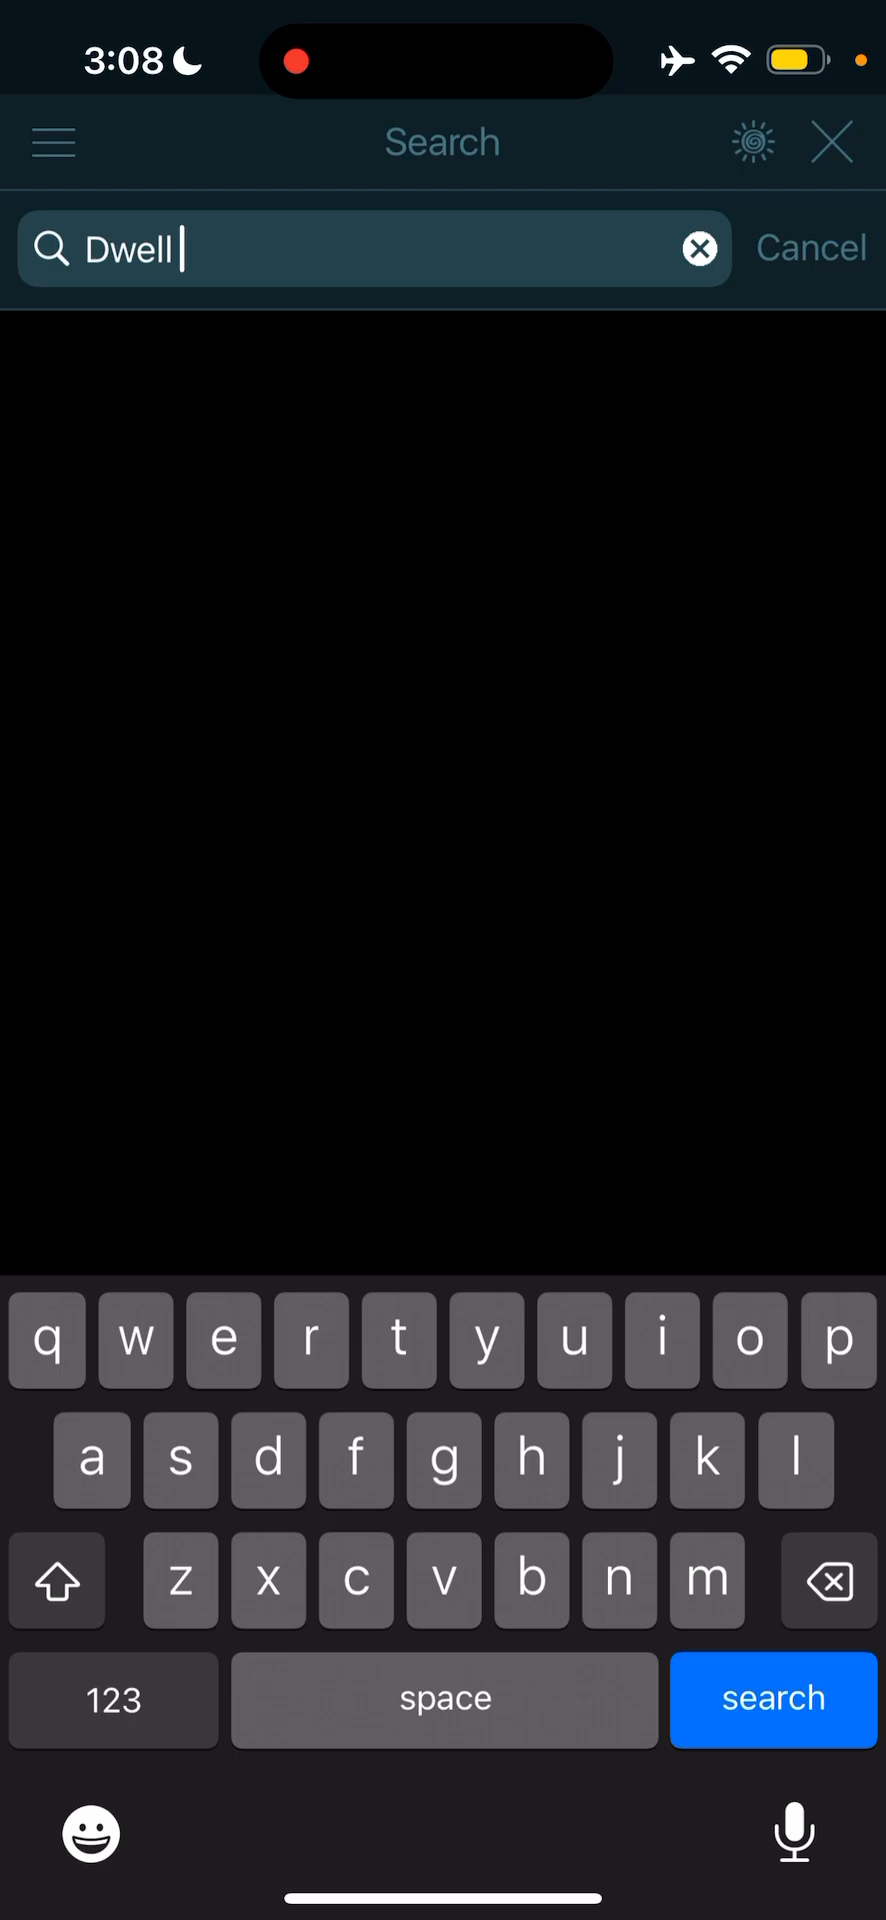 3:08
Search
Dwell
Cancel
q w e r t y u i o p
a s d f g h j k l
z x c v b n m
123 space search